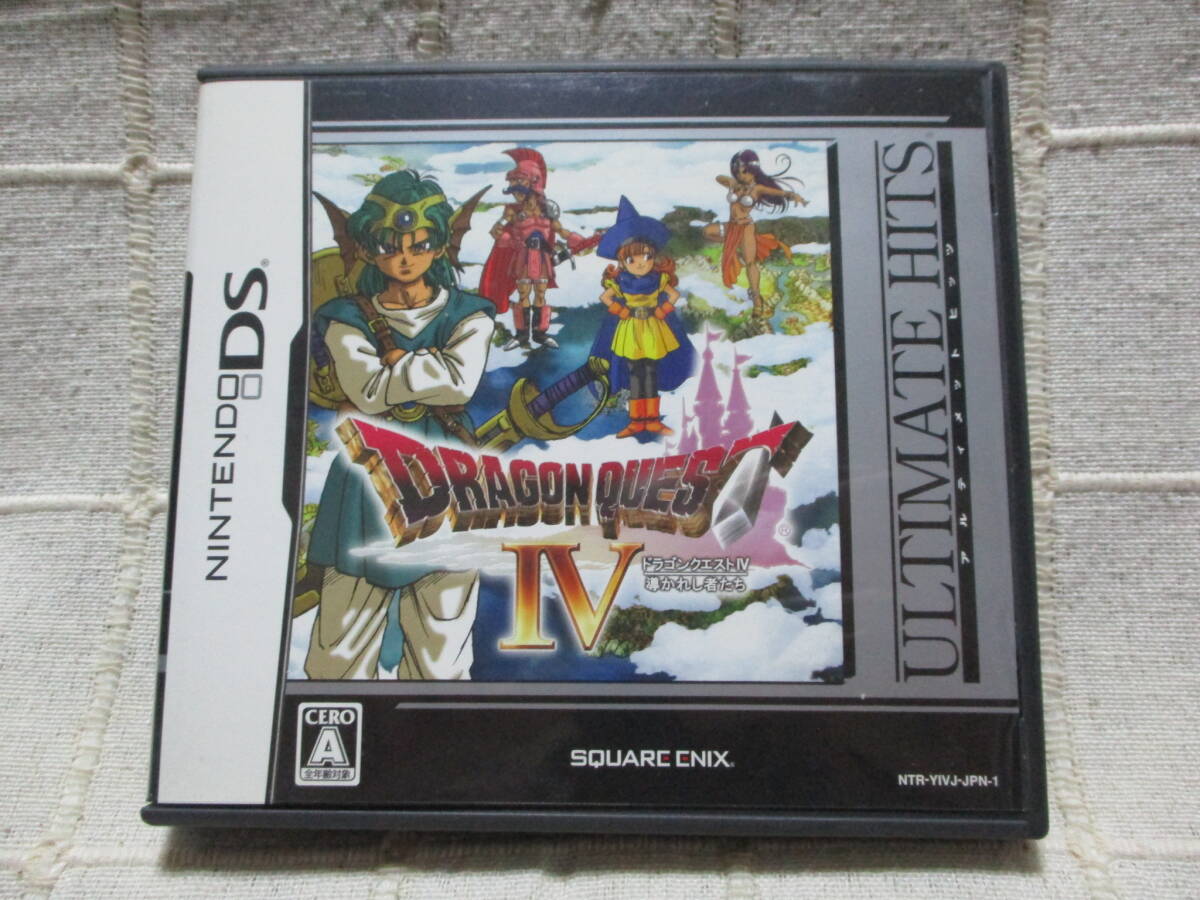 NINTENDO DS®
ULTIMATE HITS
アルティメットヒッツ
DRAGON QUEST®
IV
ドラゴンクエストIV
導かれし者たち
CERO
A
全年齢対象
SQUARE ENIX®
NTR-YIVJ-JPN-1